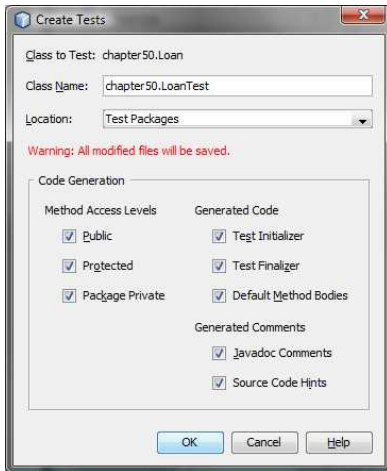 Create Tests
Class to Test: chapter50.Loan
Class Name: chapter50.LoanTest
Location: Test Packages
Warning: All modified files will be saved.
Code Generation
Method Access Levels
Public
Protected
Package Private
Generated Code
Test Initializer
Test Finalizer
Default Method Bodies
Generated Comments
Javadoc Comments
Source Code Hints
OK Cancel Help